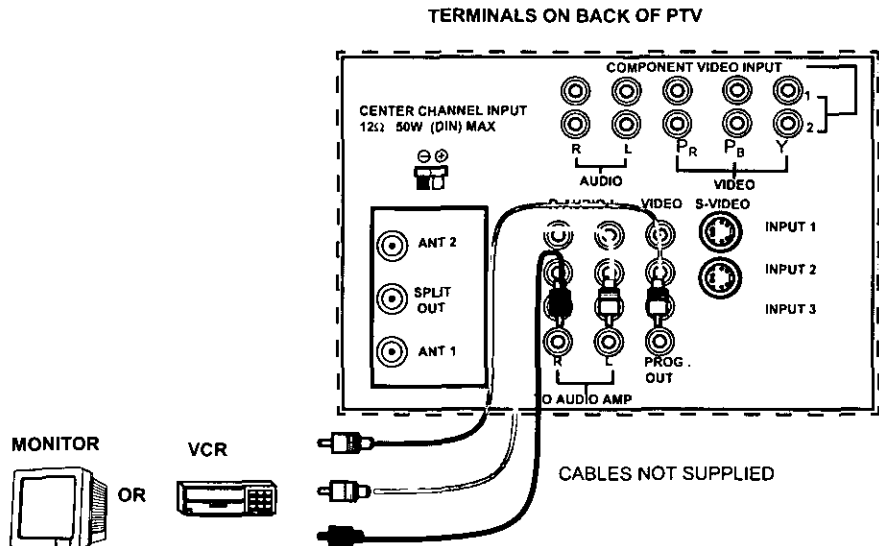 TERMINALS ON BACK OF PTV
COMPONENT VIDEO INPUT
CENTER CHANNEL INPUT
12Ω 50W (DIN) MAX
⊖ ⊕
1
2
R L PR PB Y
AUDIO
VIDEO
VIDEO S-VIDEO
ANT 2
SPLIT
OUT
ANT 1
INPUT 1
INPUT 2
INPUT 3
R L PROG.
OUT
O AUDIO AMP
MONITOR
OR
VCR
CABLES NOT SUPPLIED